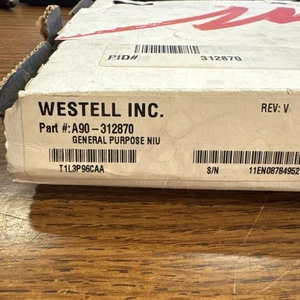 PID# 312870
WESTELL INC. REV: V
Part #:A90-312870
GENERAL PURPOSE NIU
T1L3P96CAA S/N 11EN08784952